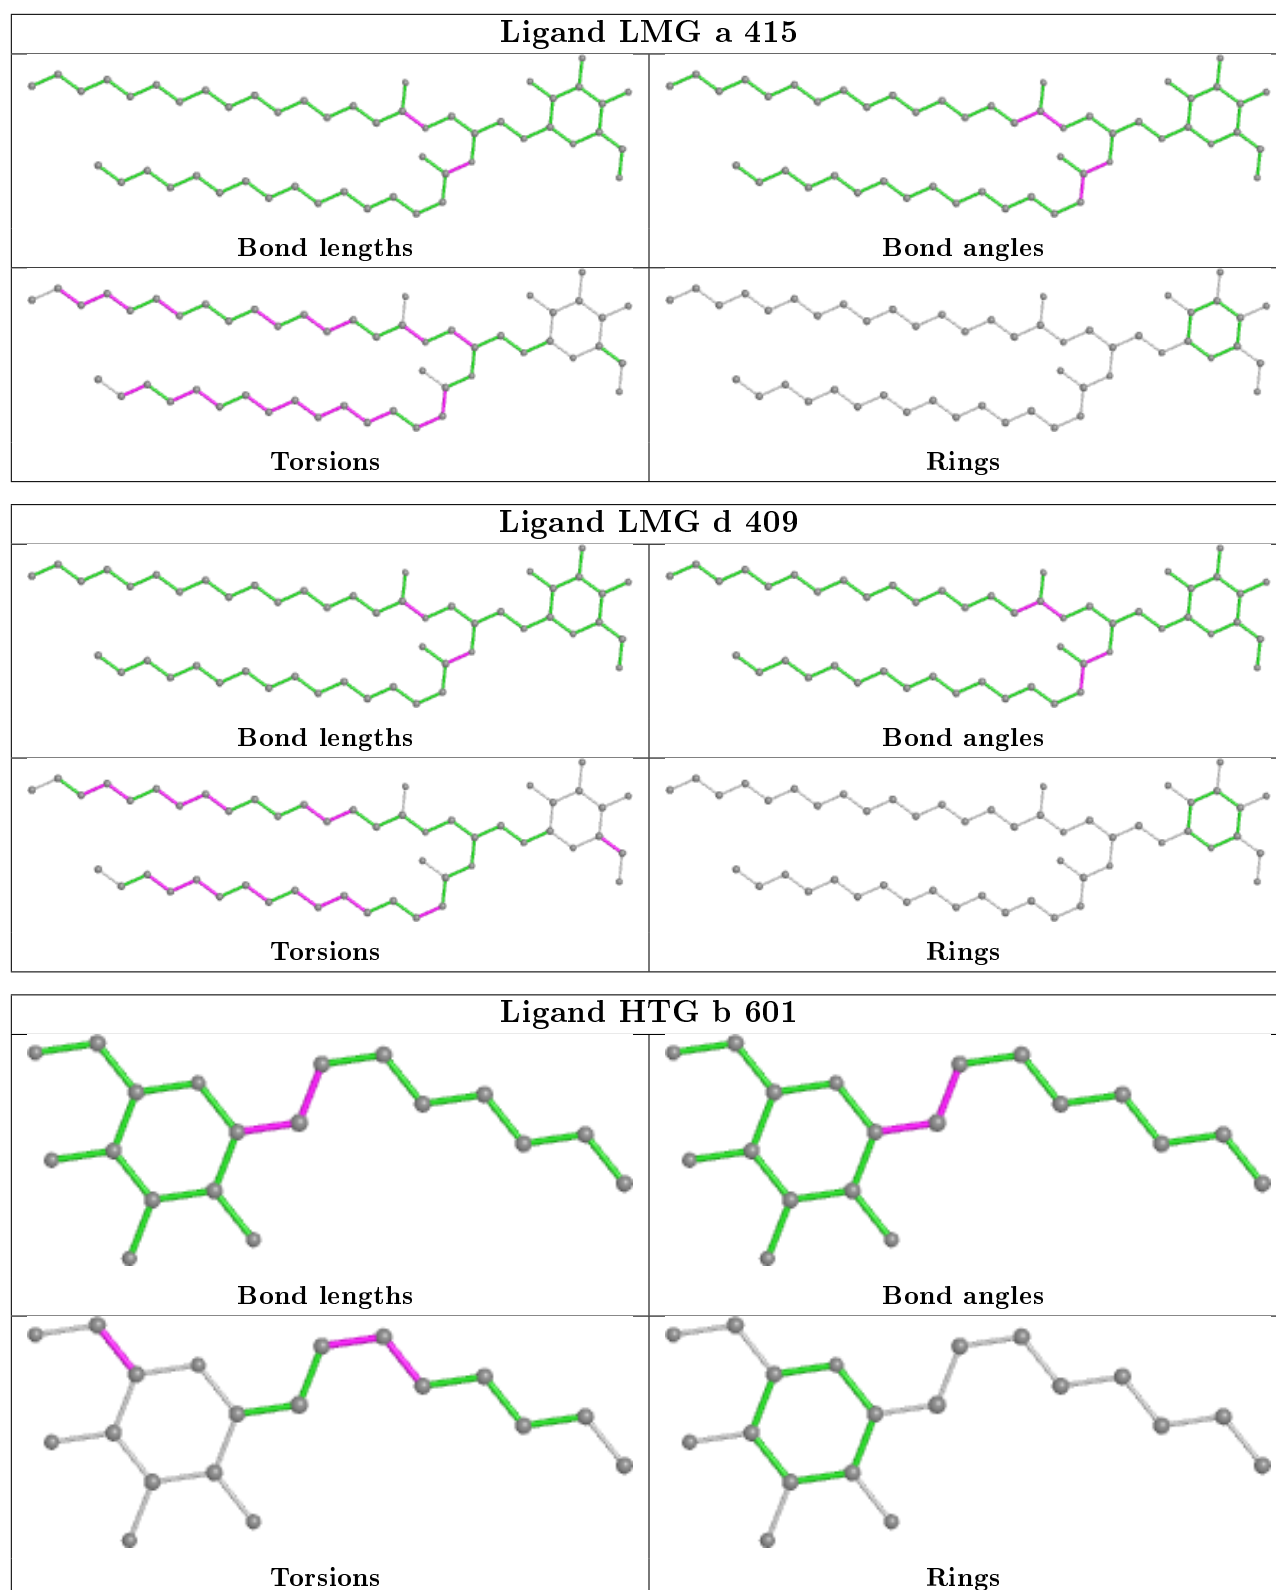 Ligand LMG a 415
Bond lengths
Bond angles
Torsions
Rings
Ligand LMG d 409
Bond lengths
Bond angles
Torsions
Rings
Ligand HTG b 601
Bond lengths
Bond angles
Torsions
Rings